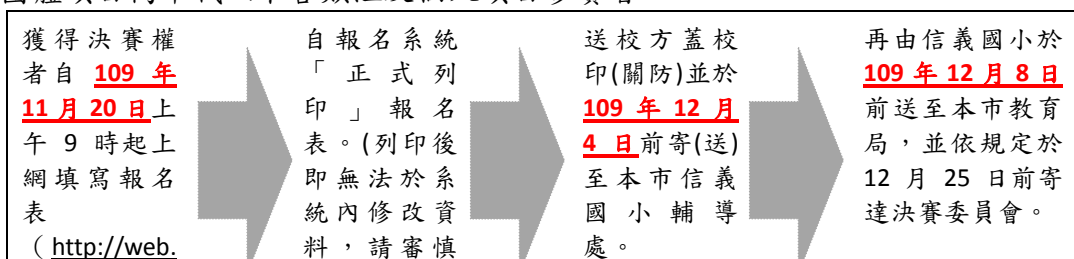 獲得決賽權
者自 109 年
11 月 20 日上
午 9 時起上
網填寫報名
表
（http://web.
自報名系統
「正式列
印」報名
表。(列印後
即無法於系
統內修改資
料，請審慎
送校方蓋校
印(關防)並於
109 年 12 月
4 日前寄(送)
至本市信義
國小輔導
處。
再由信義國小於
109 年 12 月 8 日
前送至本市教育
局，並依規定於
12 月 25 日前寄
達決賽委員會。